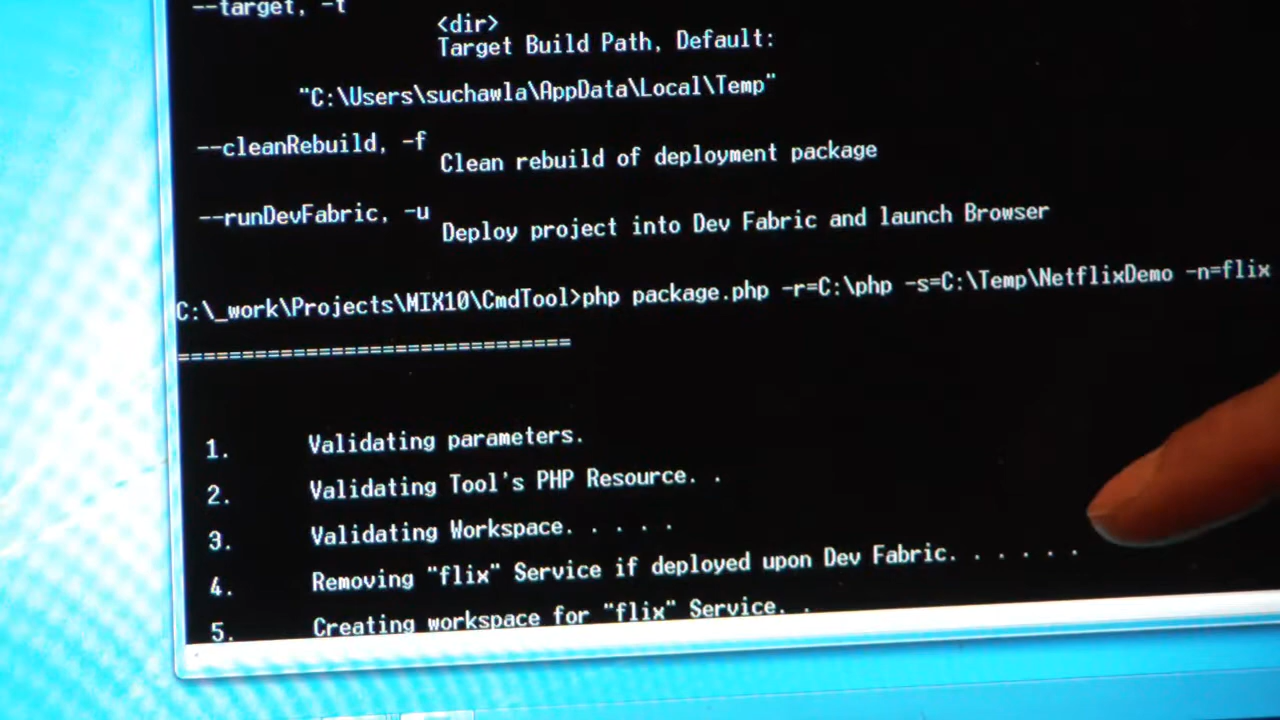 --target, -t
<dir>
Target Build Path, Default:
"C:\Users\suchawla\AppData\Local\Temp"
--cleanRebuild, -f
Clean rebuild of deployment package
--runDevFabric, -u
Deploy project into Dev Fabric and launch Browser
C:\_work\Projects\MIX10\CmdTool>php package.php -r=C:\php -s=C:\Temp\NetflixDemo -n=flix
===============================
1. Validating parameters.
2. Validating Tool's PHP Resource. .
3. Validating Workspace. . . . .
4. Removing "flix" Service if deployed upon Dev Fabric. . . . . .
5. Creating workspace for "flix" Service. .